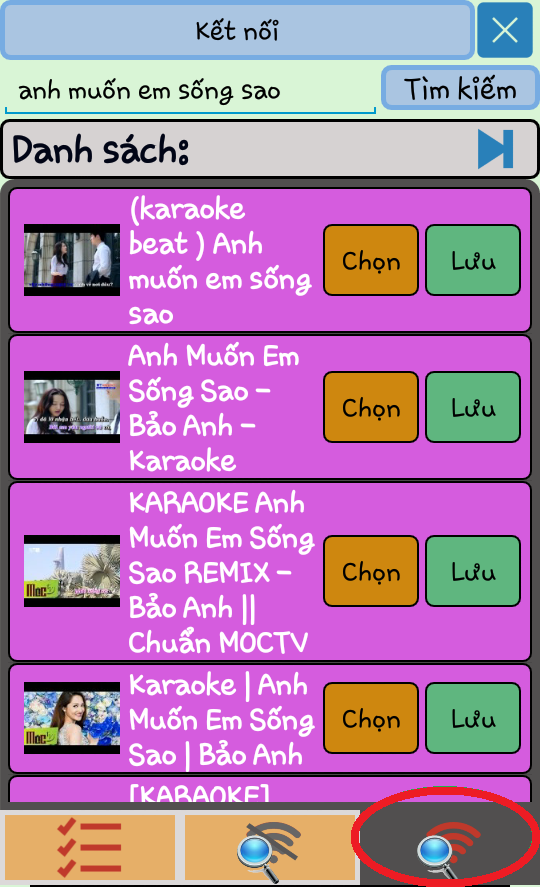 Kết nối
anh muốn em sống sao
Tìm kiếm
Danh sách:
(karaoke
beat ) Anh
muốn em sống
sao
Chọn
Lưu
Anh Muốn Em
Sống Sao –
Bảo Anh –
Karaoke
Chọn
Lưu
KARAOKE Anh
Muốn Em Sống
Sao REMIX –
Bảo Anh ||
Chuẩn MOCTV
Chọn
Lưu
Karaoke | Anh
Muốn Em Sống
Sao | Bảo Anh
Chọn
Lưu
[KARAOKE]